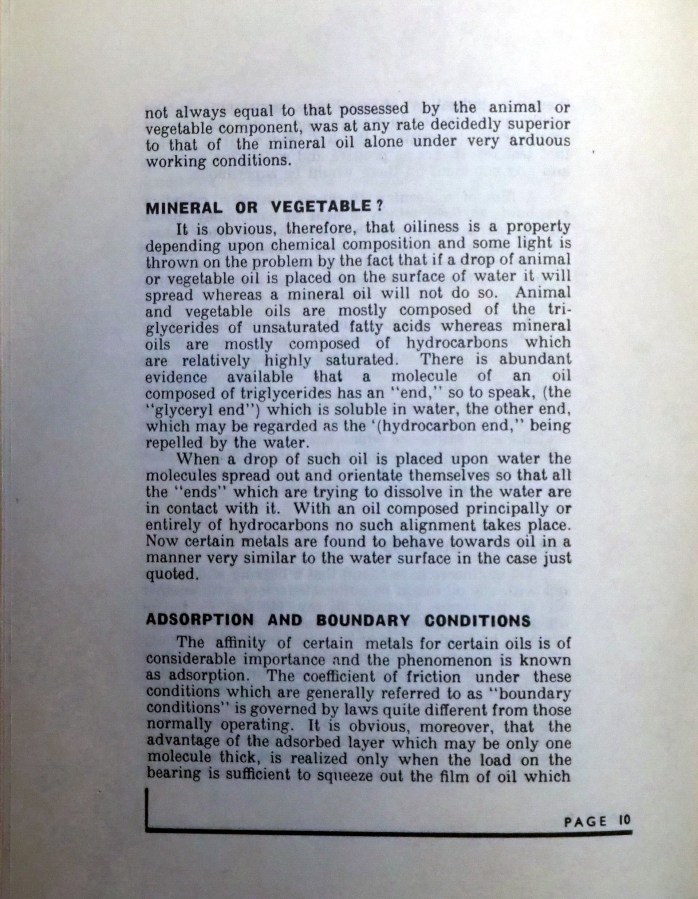 not always equal to that possessed by the animal or
vegetable component, was at any rate decidedly superior
to that of the mineral oil alone under very arduous
working conditions.
MINERAL OR VEGETABLE?
It is obvious, therefore, that oiliness is a property
depending upon chemical composition and some light is
thrown on the problem by the fact that if a drop of animal
or vegetable oil is placed on the surface of water it will
spread whereas a mineral oil will not do so. Animal
and vegetable oils are mostly composed of the tri-
glycerides of unsaturated fatty acids whereas mineral
oils are mostly composed of hydrocarbons which
are relatively highly saturated. There is abundant
evidence available that a molecule of an oil
composed of triglycerides has an "end," so to speak, (the
"glyceryl end") which is soluble in water, the other end,
which may be regarded as the '(hydrocarbon end," being
repelled by the water.
When a drop of such oil is placed upon water the
molecules spread out and orientate themselves so that all
the "ends" which are trying to dissolve in the water are
in contact with it. With an oil composed principally or
entirely of hydrocarbons no such alignment takes place.
Now certain metals are found to behave towards oil in a
manner very similar to the water surface in the case just
quoted.
ADSORPTION AND BOUNDARY CONDITIONS
The affinity of certain metals for certain oils is of
considerable importance and the phenomenon is known
as adsorption. The coefficient of friction under these
conditions which are generally referred to as "boundary
conditions" is governed by laws quite different from those
normally operating. It is obvious, moreover, that the
advantage of the adsorbed layer which may be only one
molecule thick, is realized only when the load on the
bearing is sufficient to squeeze out the film of oil which
PAGE 10